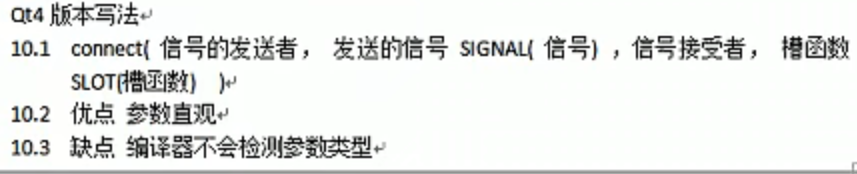 Qt4 版本写法
10.1 connect( 信号的发送者， 发送的信号 SIGNAL( 信号) ，信号接受者， 槽函数
SLOT(槽函数) )
10.2 优点 参数直观
10.3 缺点 编译器不会检测参数类型